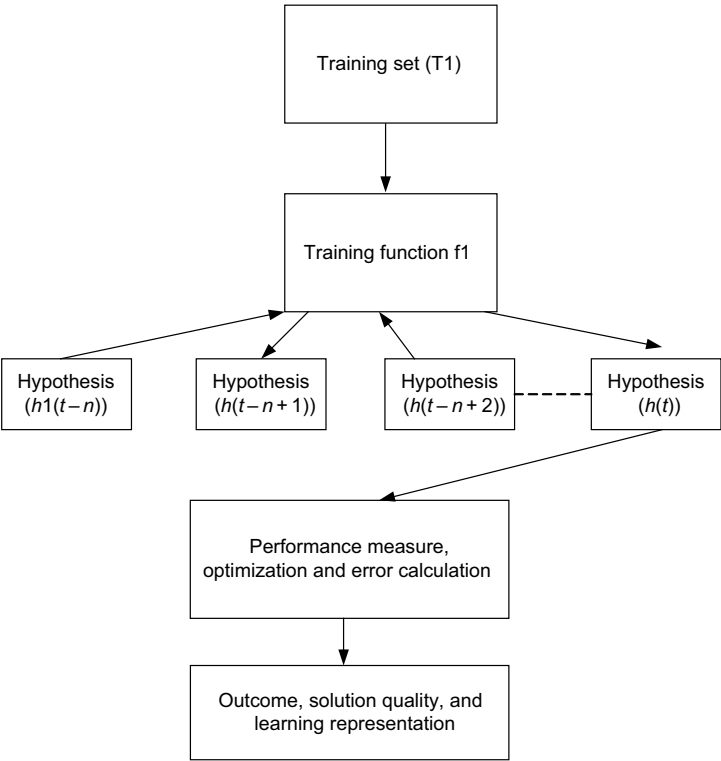 Training set (T1)
Training function f1
Hypothesis
(h1(t–n))
Hypothesis
(h(t–n+1))
Hypothesis
(h(t–n+2))
Hypothesis
(h(t))
Performance measure,
optimization and error calculation
Outcome, solution quality, and
learning representation